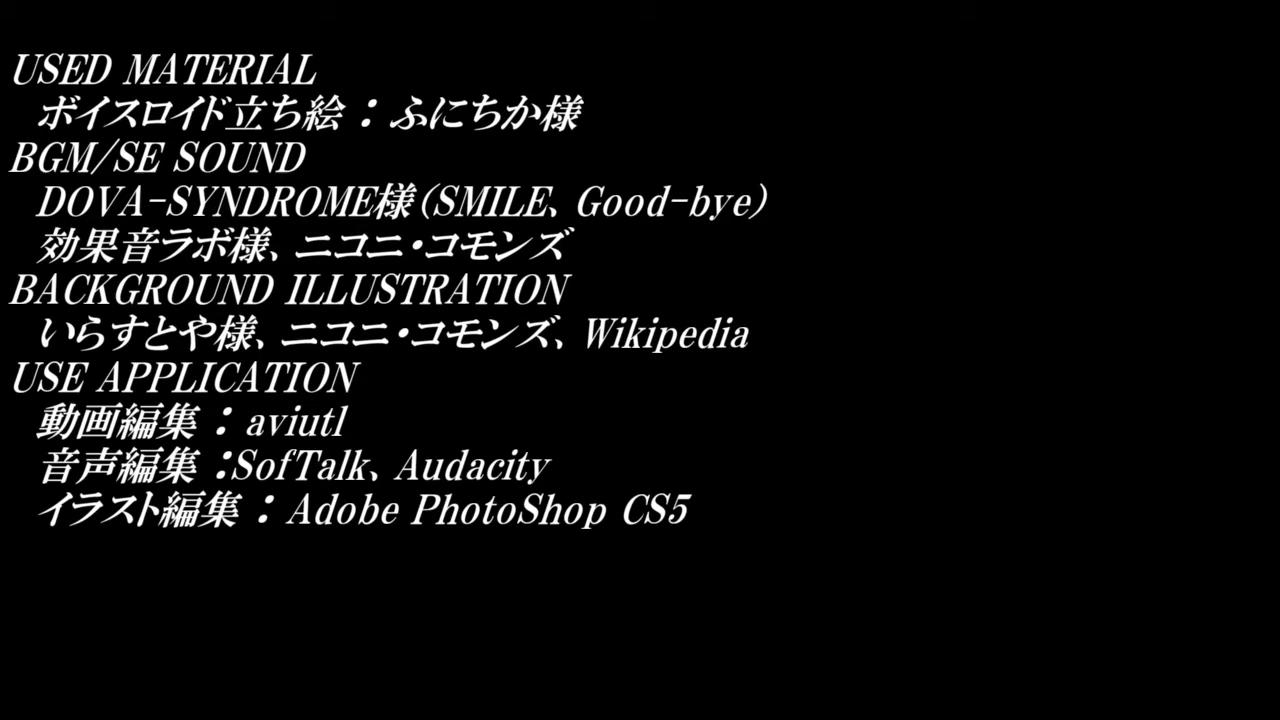 USED MATERIAL
ボイスロイド立ち絵：ふにちか様
BGM/SE SOUND
DOVA-SYNDROME様(SMILE、Good-bye)
効果音ラボ様、ニコニ・コモンズ
BACKGROUND ILLUSTRATION
いらすとや様、ニコニ・コモンズ、Wikipedia
USE APPLICATION
動画編集：aviutl
音声編集：SofTalk、Audacity
イラスト編集：Adobe PhotoShop CS5